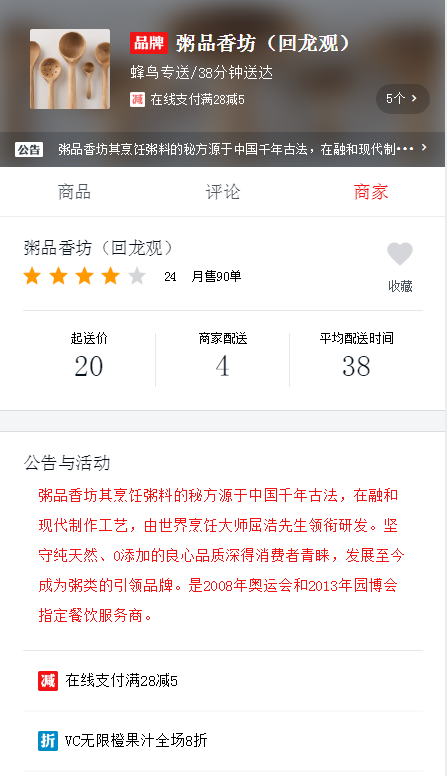 品牌 粥品香坊（回龙观）
蜂鸟专送/38分钟送达
减 在线支付满28减5
5个 >
公告 粥品香坊其烹饪粥料的秘方源于中国千年古法，在融和现代制••• >
商品 评论 商家
粥品香坊（回龙观）
24 月售90单
收藏
起送价 商家配送 平均配送时间
20 4 38
公告与活动
粥品香坊其烹饪粥料的秘方源于中国千年古法，在融和
现代制作工艺，由世界烹饪大师屈浩先生领衔研发。坚
守纯天然、0添加的良心品质深得消费者青睐，发展至今
成为粥类的引领品牌。是2008年奥运会和2013年园博会
指定餐饮服务商。
减 在线支付满28减5
折 VC无限橙果汁全场8折